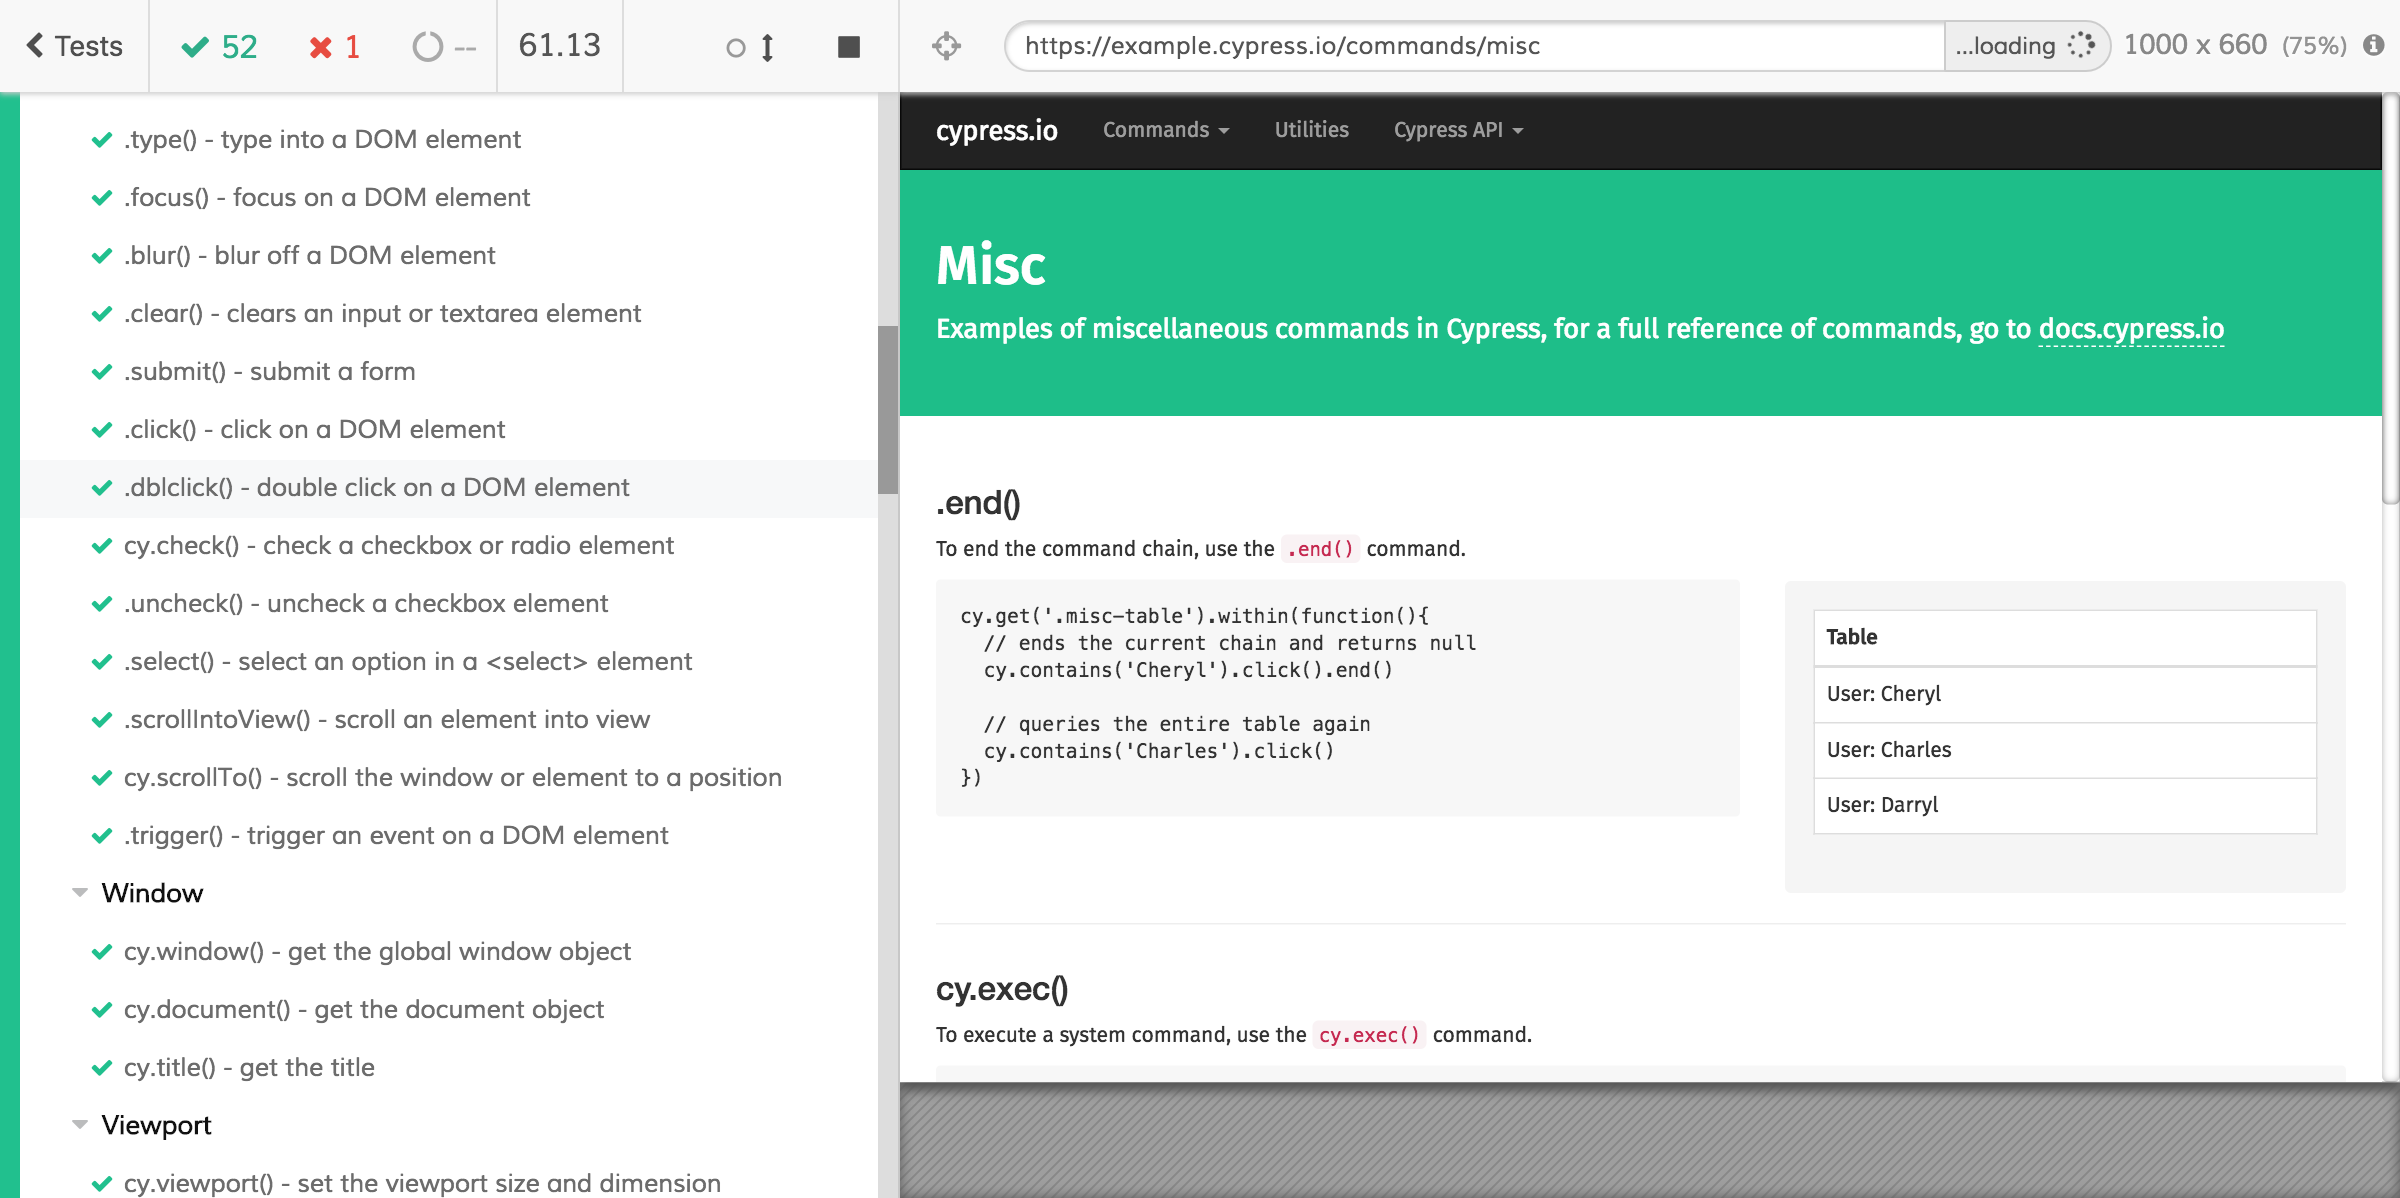 Tests
52
1
--
61.13
https://example.cypress.io/commands/misc
...loading
1000 x 660 (75%)
.type() - type into a DOM element
.focus() - focus on a DOM element
.blur() - blur off a DOM element
.clear() - clears an input or textarea element
.submit() - submit a form
.click() - click on a DOM element
.dblclick() - double click on a DOM element
cy.check() - check a checkbox or radio element
.uncheck() - uncheck a checkbox element
.select() - select an option in a <select> element
.scrollIntoView() - scroll an element into view
cy.scrollTo() - scroll the window or element to a position
.trigger() - trigger an event on a DOM element
Window
cy.window() - get the global window object
cy.document() - get the document object
cy.title() - get the title
Viewport
cy.viewport() - set the viewport size and dimension
cypress.io
Commands
Utilities
Cypress API
Misc
Examples of miscellaneous commands in Cypress, for a full reference of commands, go to docs.cypress.io
.end()
To end the command chain, use the .end() command.
cy.get('.misc-table').within(function(){
  // ends the current chain and returns null
  cy.contains('Cheryl').click().end()
  // queries the entire table again
  cy.contains('Charles').click()
})
Table
User: Cheryl
User: Charles
User: Darryl
cy.exec()
To execute a system command, use the cy.exec() command.